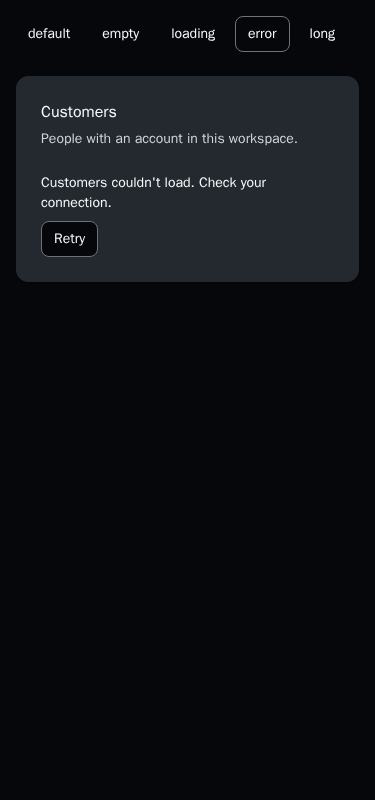 default empty loading error long
Customers
People with an account in this workspace.
Customers couldn't load. Check your
connection.
Retry